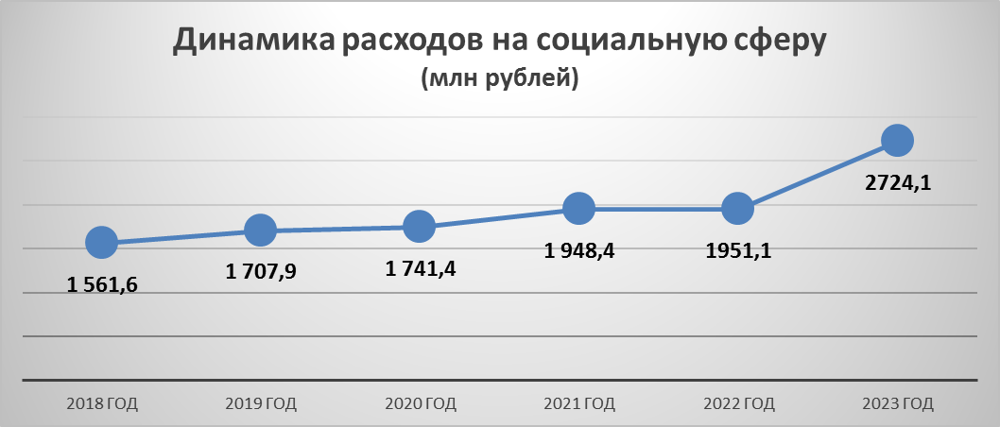 Динамика расходов на социальную сферу
(млн рублей)
2724,1
1 948,4
1951,1
1 741,4
1 707,9
1 561,6
2018 ГОД
2019 ГОД
2020 ГОД
2021 ГОД
2022 ГОД
2023 ГОД